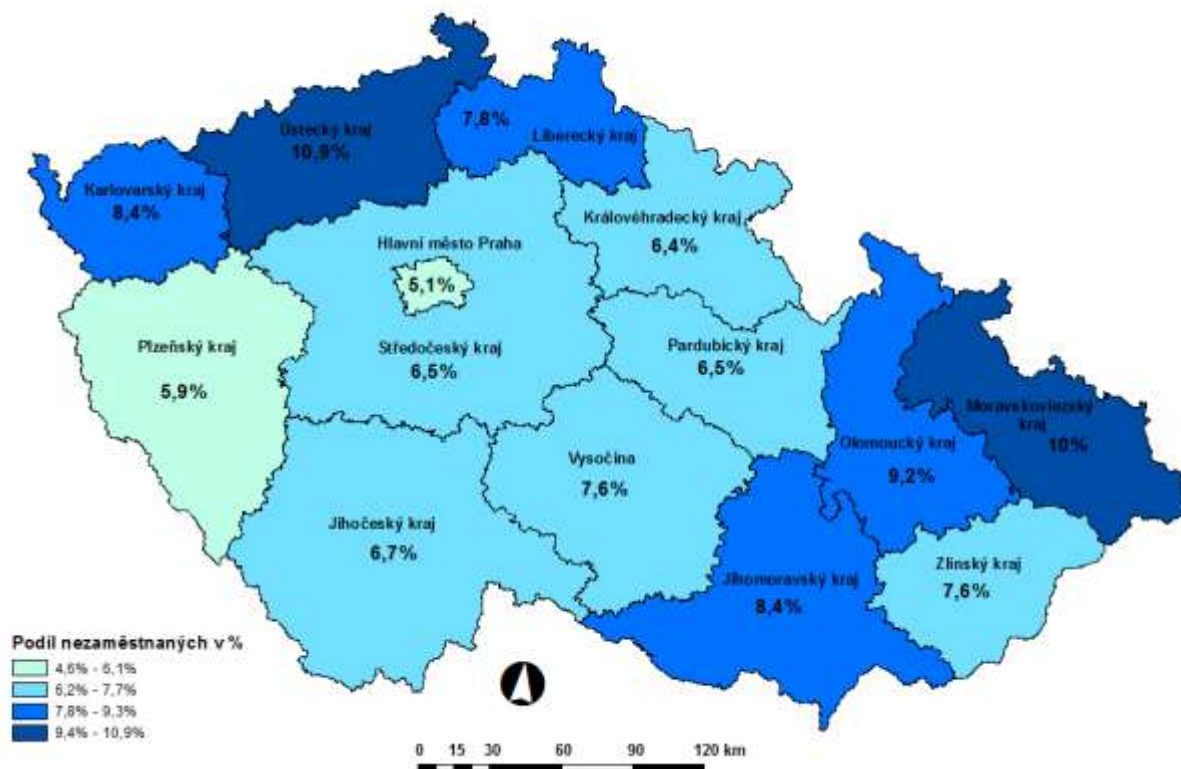 Ústecký kraj
10,9%
7,8%
Liberecký kraj
Karlovarský kraj
8,4%
Královéhradecký kraj
6,4%
Hlavní město Praha
5,1%
Plzeňský kraj
5,9%
Středočeský kraj
6,5%
Pardubický kraj
6,5%
Moravskoslezský
kraj
10%
Olomoucký kraj
9,2%
Vysočina
7,6%
Jihočeský kraj
6,7%
Jihomoravský kraj
8,4%
Zlínský kraj
7,6%
Podíl nezaměstnaných v %
4,6% - 6,1%
6,2% - 7,7%
7,8% - 9,3%
9,4% - 10,9%
0 15 30 60 90 120 km